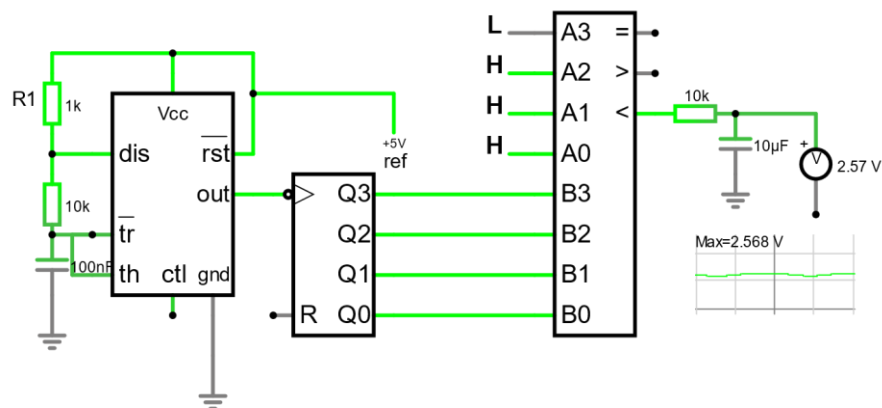 R1
1k
10k
100nF
Vcc
dis
rst
out
tr
th
ctl
gnd
+5V
ref
Q3
Q2
Q1
R
Q0
L
H
H
H
A3
=
A2
>
A1
<
A0
B3
B2
B1
B0
10k
10µF
+
V
2.57 V
Max=2.568 V